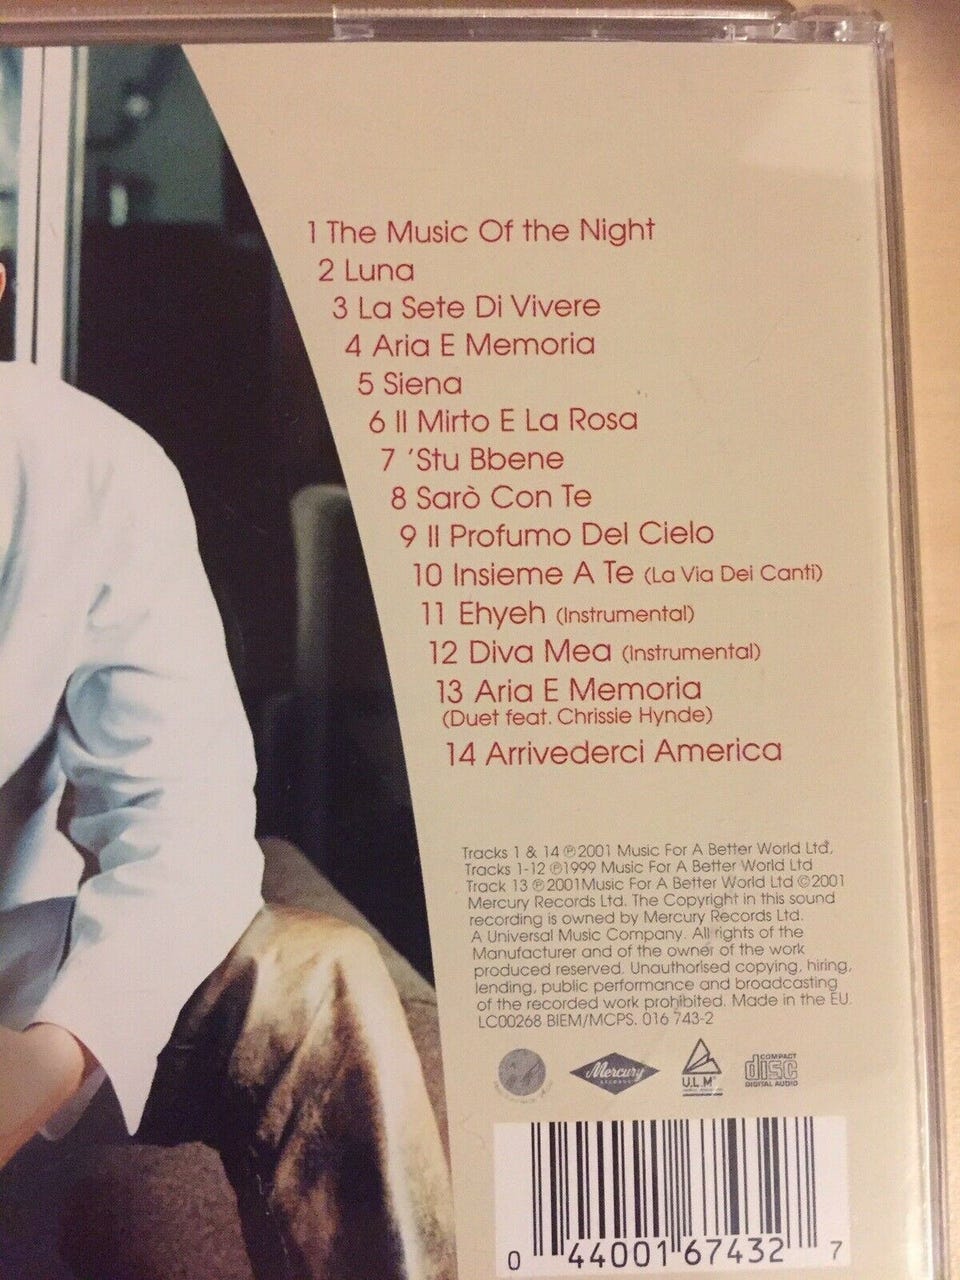 1 The Music Of the Night
2 Luna
3 La Sete Di Vivere
4 Aria E Memoria
5 Siena
6 Il Mirto E La Rosa
7 'Stu Bbene
8 Sarò Con Te
9 Il Profumo Del Cielo
10 Insieme A Te (La Via Dei Canti)
11 Ehyeh (Instrumental)
12 Diva Mea (Instrumental)
13 Aria E Memoria
(Duet feat. Chrissie Hynde)
14 Arrivederci America
Tracks 1 & 14 ℗2001 Music For A Better World Ltd,
Tracks 1-12 ℗1999 Music For A Better World Ltd
Track 13 ℗2001Music For A Better World Ltd ©2001
Mercury Records Ltd. The Copyright in this sound
recording is owned by Mercury Records Ltd.
A Universal Music Company. All rights of the
Manufacturer and of the owner of the work
produced reserved. Unauthorised copying, hiring,
lending, public performance and broadcasting
of the recorded work prohibited. Made in the EU.
LC00268 BIEM/MCPS. 016 743-2
Mercury
RECORDS
U.L.M
COMPACT
disc
DIGITAL AUDIO
0 44001 67432 7